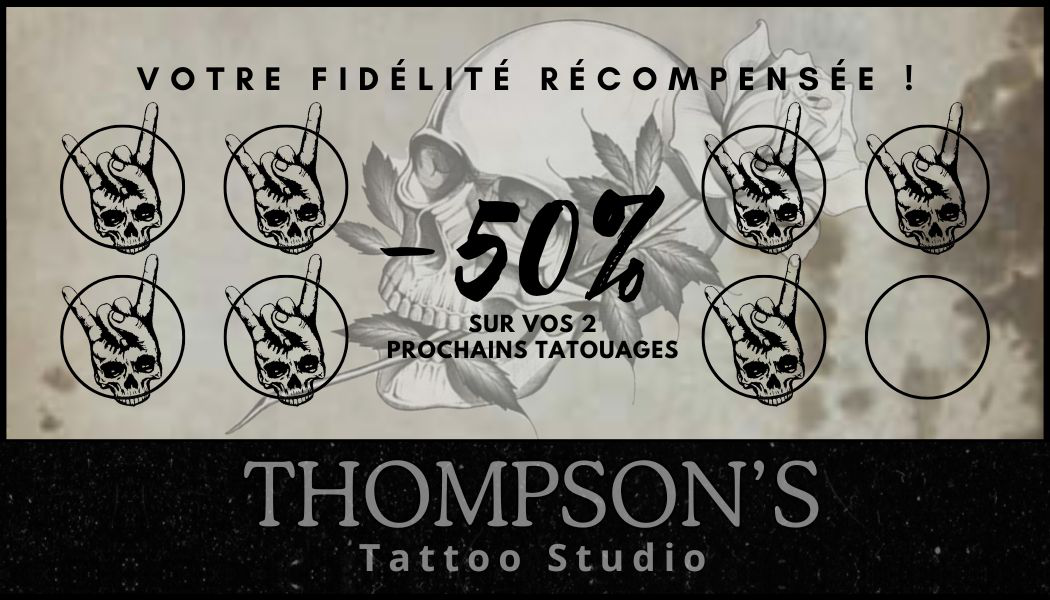 VOTRE FIDÉLITÉ RÉCOMPENSÉE !
-50%
SUR VOS 2
PROCHAINS TATOUAGES
THOMPSON'S
Tattoo Studio